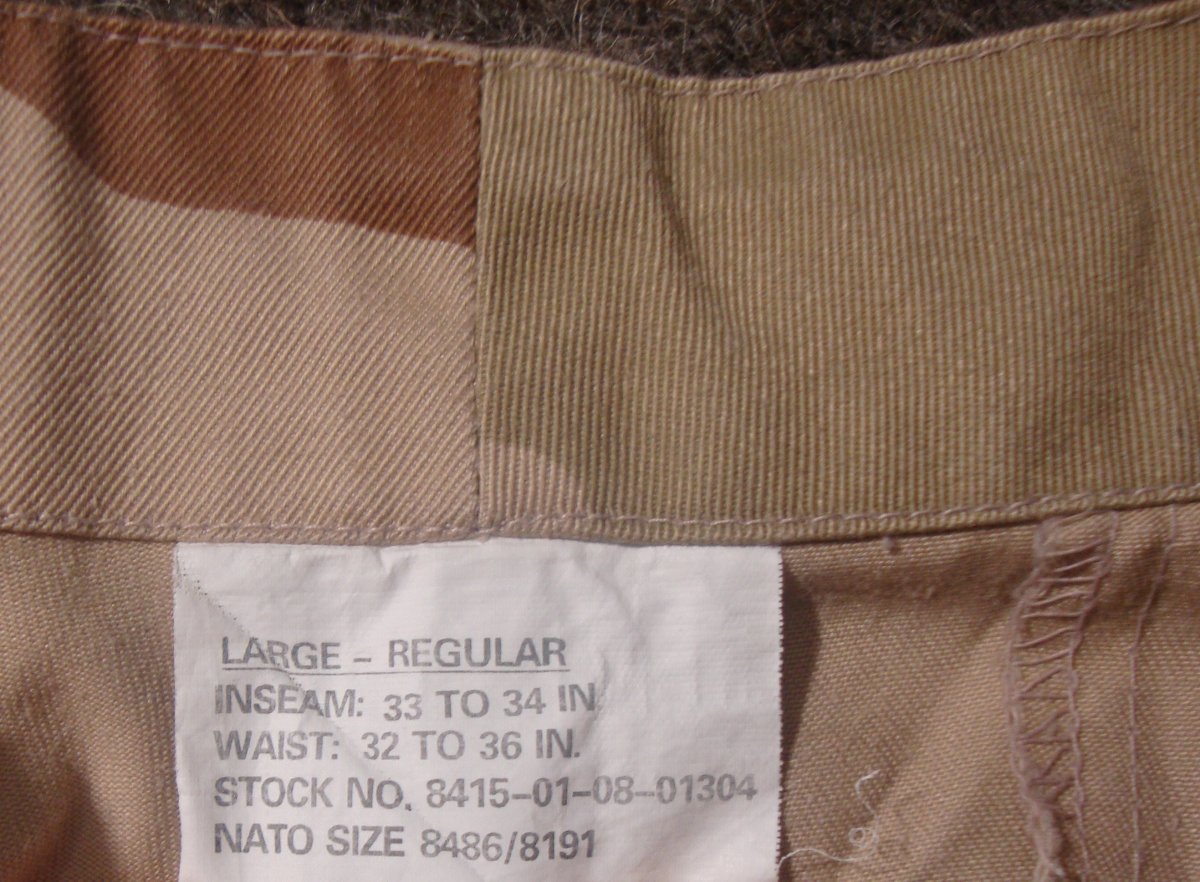 LARGE – REGULAR
INSEAM: 33 TO 34 IN
WAIST: 32 TO 36 IN.
STOCK NO. 8415–01–08–01304
NATO SIZE 8486/8191